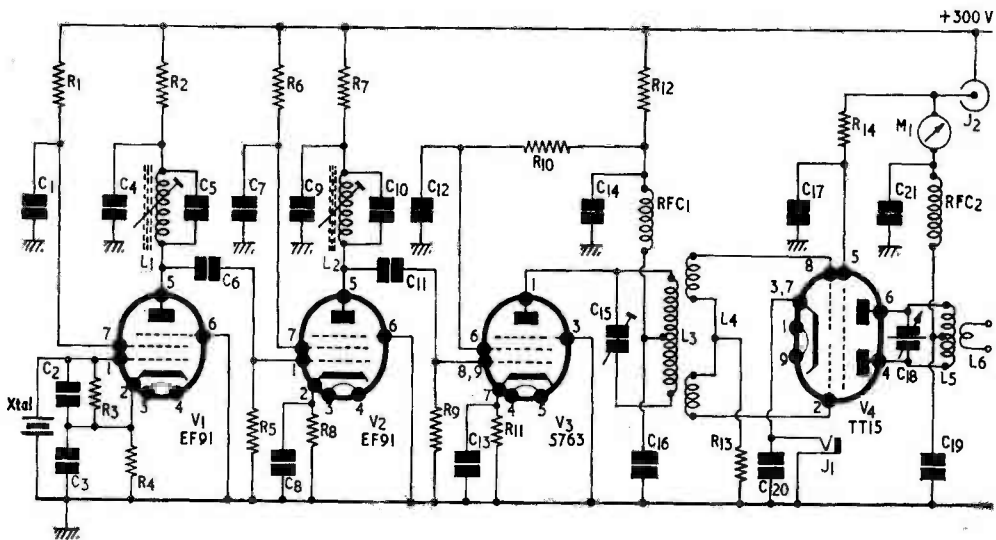 +300 V
R1
R2
R6
R7
R12
R14
M1
J2
R10
C1
C4
C5
C7
C9
C10
C12
C14
RFC1
C17
C21
RFC2
L1
C6
L2
C11
5
5
1
8
5
3,7
6
C15
L3
L4
1
9
C18
L5
L6
7
6
7
6
6
3
1
1
8,9
4
2
C2
R3
2
3
4
2
3
4
7
4
5
Xtal
V1
EF91
R5
R8
V2
EF91
R9
R11
V3
5763
V4
TT15
C3
R4
C8
C13
C16
R13
C20
J1
C19